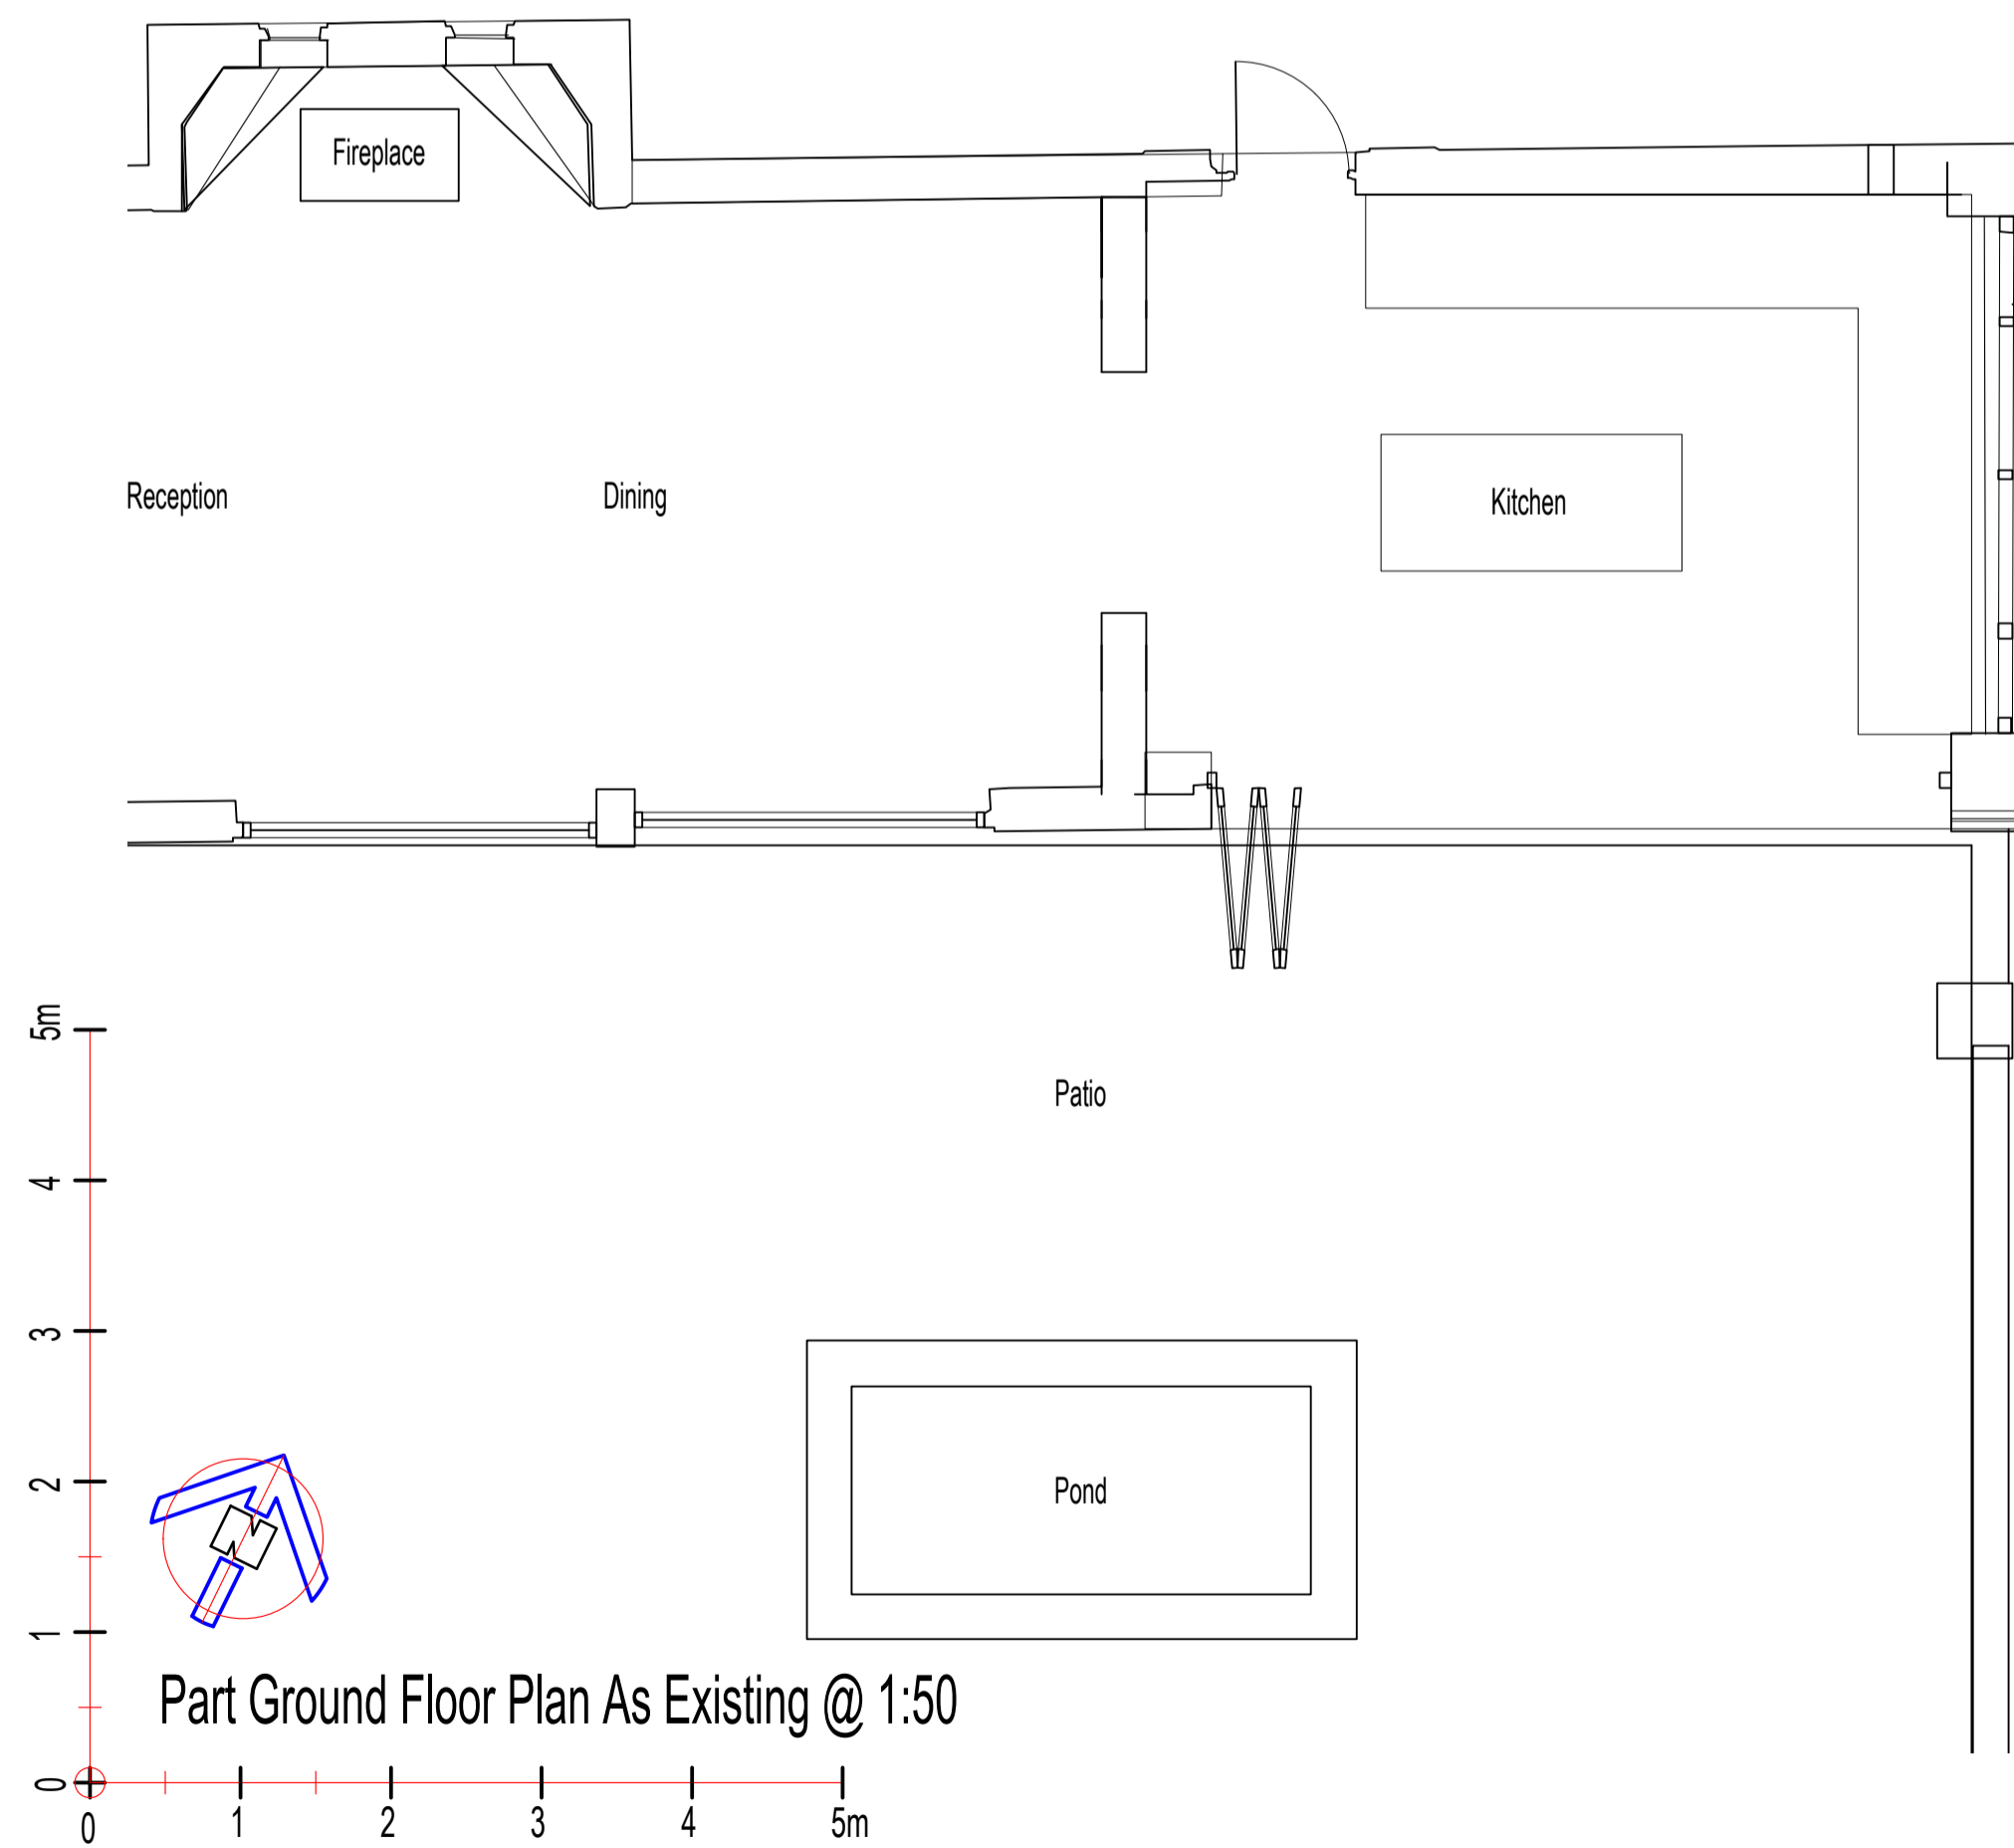 Fireplace
Reception
Dining
Kitchen
Patio
Pond
5m
4
3
2
1
0
N
Part Ground Floor Plan As Existing @ 1:50
0
1
2
3
4
5m